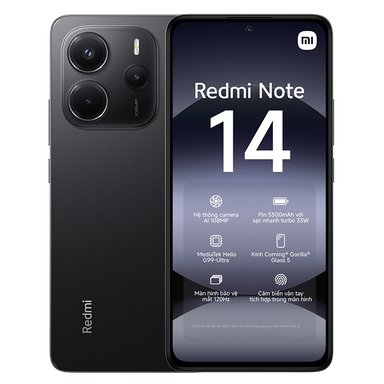 mi
Redmi Note
14
Hệ thống camera
AI 108MP
Pin 5500mAh với
sạc nhanh turbo 33W
MediaTek Helio
G99-Ultra
Kính Corning® Gorilla®
Glass 5
Màn hình bảo vệ
mắt 120Hz
Cảm biến vân tay
tích hợp trong màn hình
Redmi